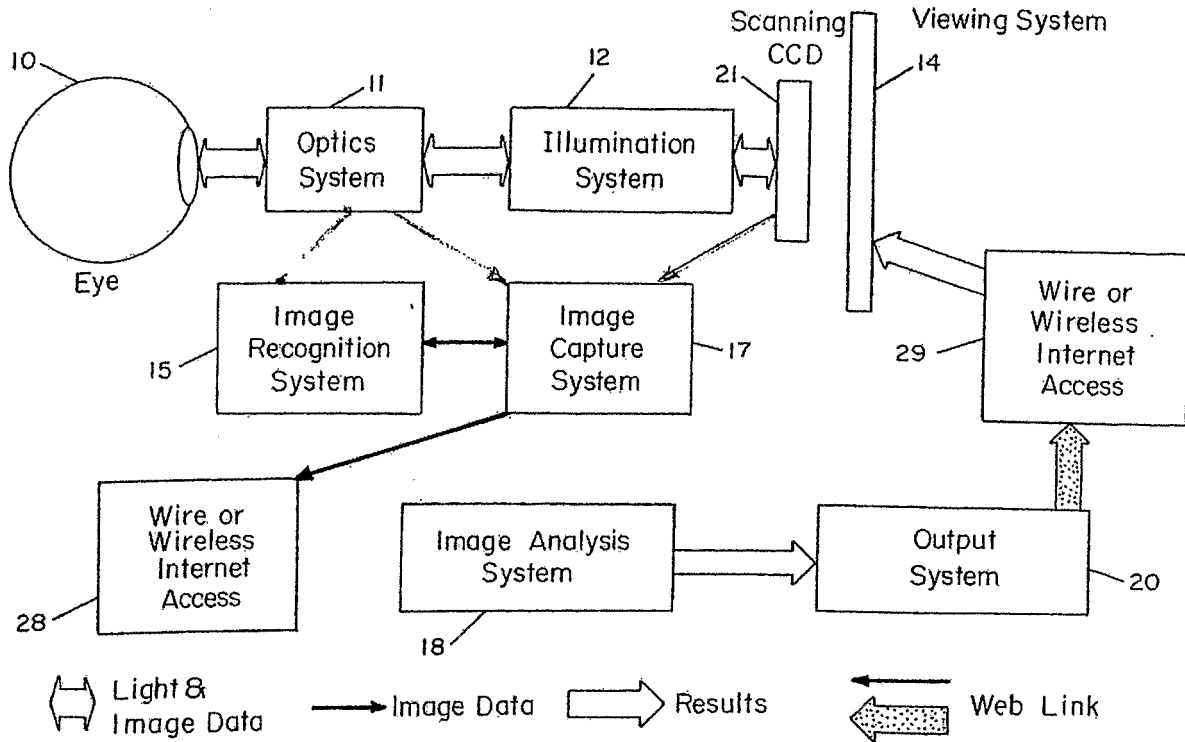 Scanning
CCD
Viewing System
10
11
12
21
14
Optics
System
Illumination
System
Eye
Image
Recognition
System
15
Image
Capture
System
17
Wire or
Wireless
Internet
Access
29
Wire or
Wireless
Internet
Access
28
Image Analysis
System
18
Output
System
20
Light &
Image Data
Image Data
Results
Web Link